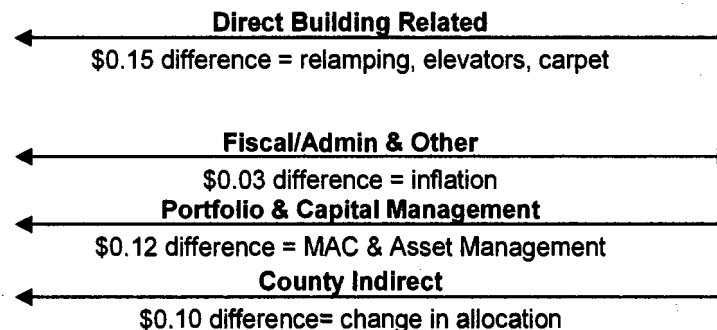 Direct Building Related
$0.15 difference = relamping, elevators, carpet
Fiscal/Admin & Other
$0.03 difference = inflation
Portfolio & Capital Management
$0.12 difference = MAC & Asset Management
County Indirect
$0.10 difference= change in allocation